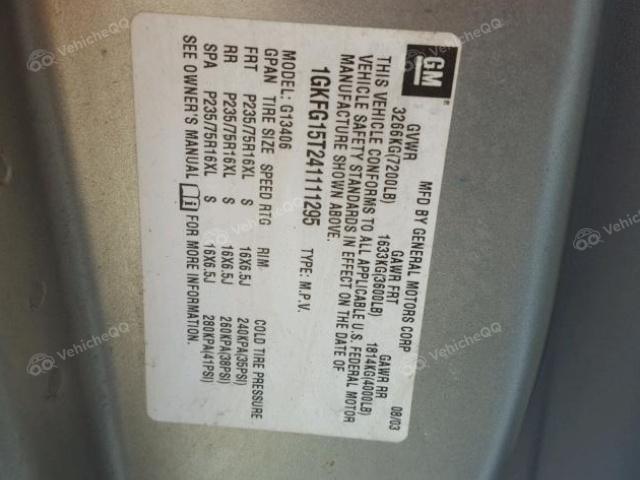 GM
MFD BY GENERAL MOTORS CORP 08/03
GVWR GAWR FRT GAWR RR
3266KG(7200LB) 1633KG(3600LB) 1814KG(4000LB)
THIS VEHICLE CONFORMS TO ALL APPLICABLE U.S. FEDERAL MOTOR
VEHICLE SAFETY STANDARDS IN EFFECT ON THE DATE OF
MANUFACTURE SHOWN ABOVE.
1GKFG15T241111295 TYPE: M.P.V.
MODEL: G13406
GPAN TIRE SIZE SPEED RTG RIM COLD TIRE PRESSURE
FRT P235/75R16XL S 16X6.5J 240KPA(35PSI)
RR P235/75R16XL S 16X6.5J 260KPA(38PSI)
SPA P235/75R16XL S 16X6.5J 280KPA(41PSI)
SEE OWNER'S MANUAL FOR MORE INFORMATION.
VehicheQQ
VehicheQQ
VehicheQQ
VehicheQQ
VehicheQQ
VehicheQQ
VehicheQQ
VehicheQQ